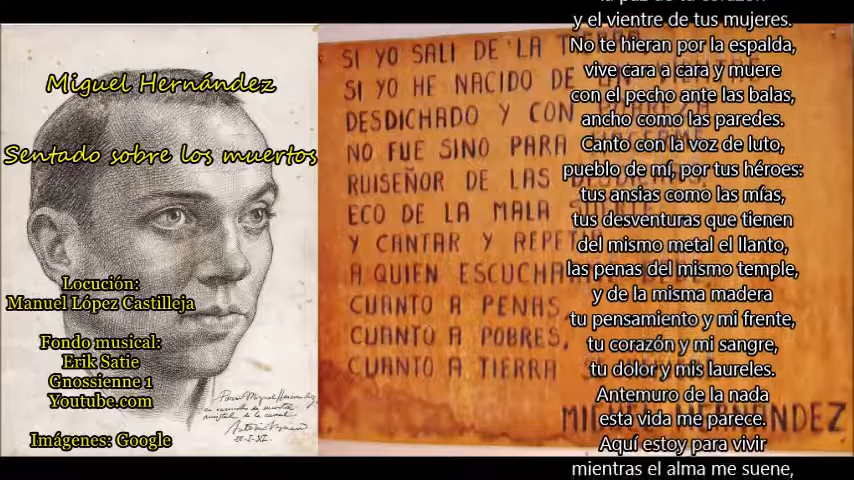 Miguel Hernández
Sentado sobre los muertos
Locución:
Manuel López Castilleja
Fondo musical:
Erik Satie
Gnossienne 1
Youtube.com
Imágenes: Google
SI YO SALI DE LA
SI YO HE NACIDO DE
DESDICHADO Y CON
NO FUE SINO PARA
RUISEÑOR DE LAS
ECO DE LA MALA
Y CANTAR Y
A QUIEN
CUANTO A PENAS
CUANTO A POBRES,
CUANTO A TIERRA
MIGUEL HERNÁNDEZ
y el vientre de tus mujeres.
No te hieran por la espalda,
vive cara a cara y muere
con el pecho ante las balas,
ancho como las paredes.
Canto con la voz de luto,
pueblo de mí, por tus héroes:
tus ansias como las mías,
tus desventuras que tienen
del mismo metal el llanto,
las penas del mismo temple,
y de la misma madera
tu pensamiento y mi frente,
tu corazón y mi sangre,
tu dolor y mis laureles.
Antemuro de la nada
esta vida me parece.
Aquí estoy para vivir
mientras el alma me suene,